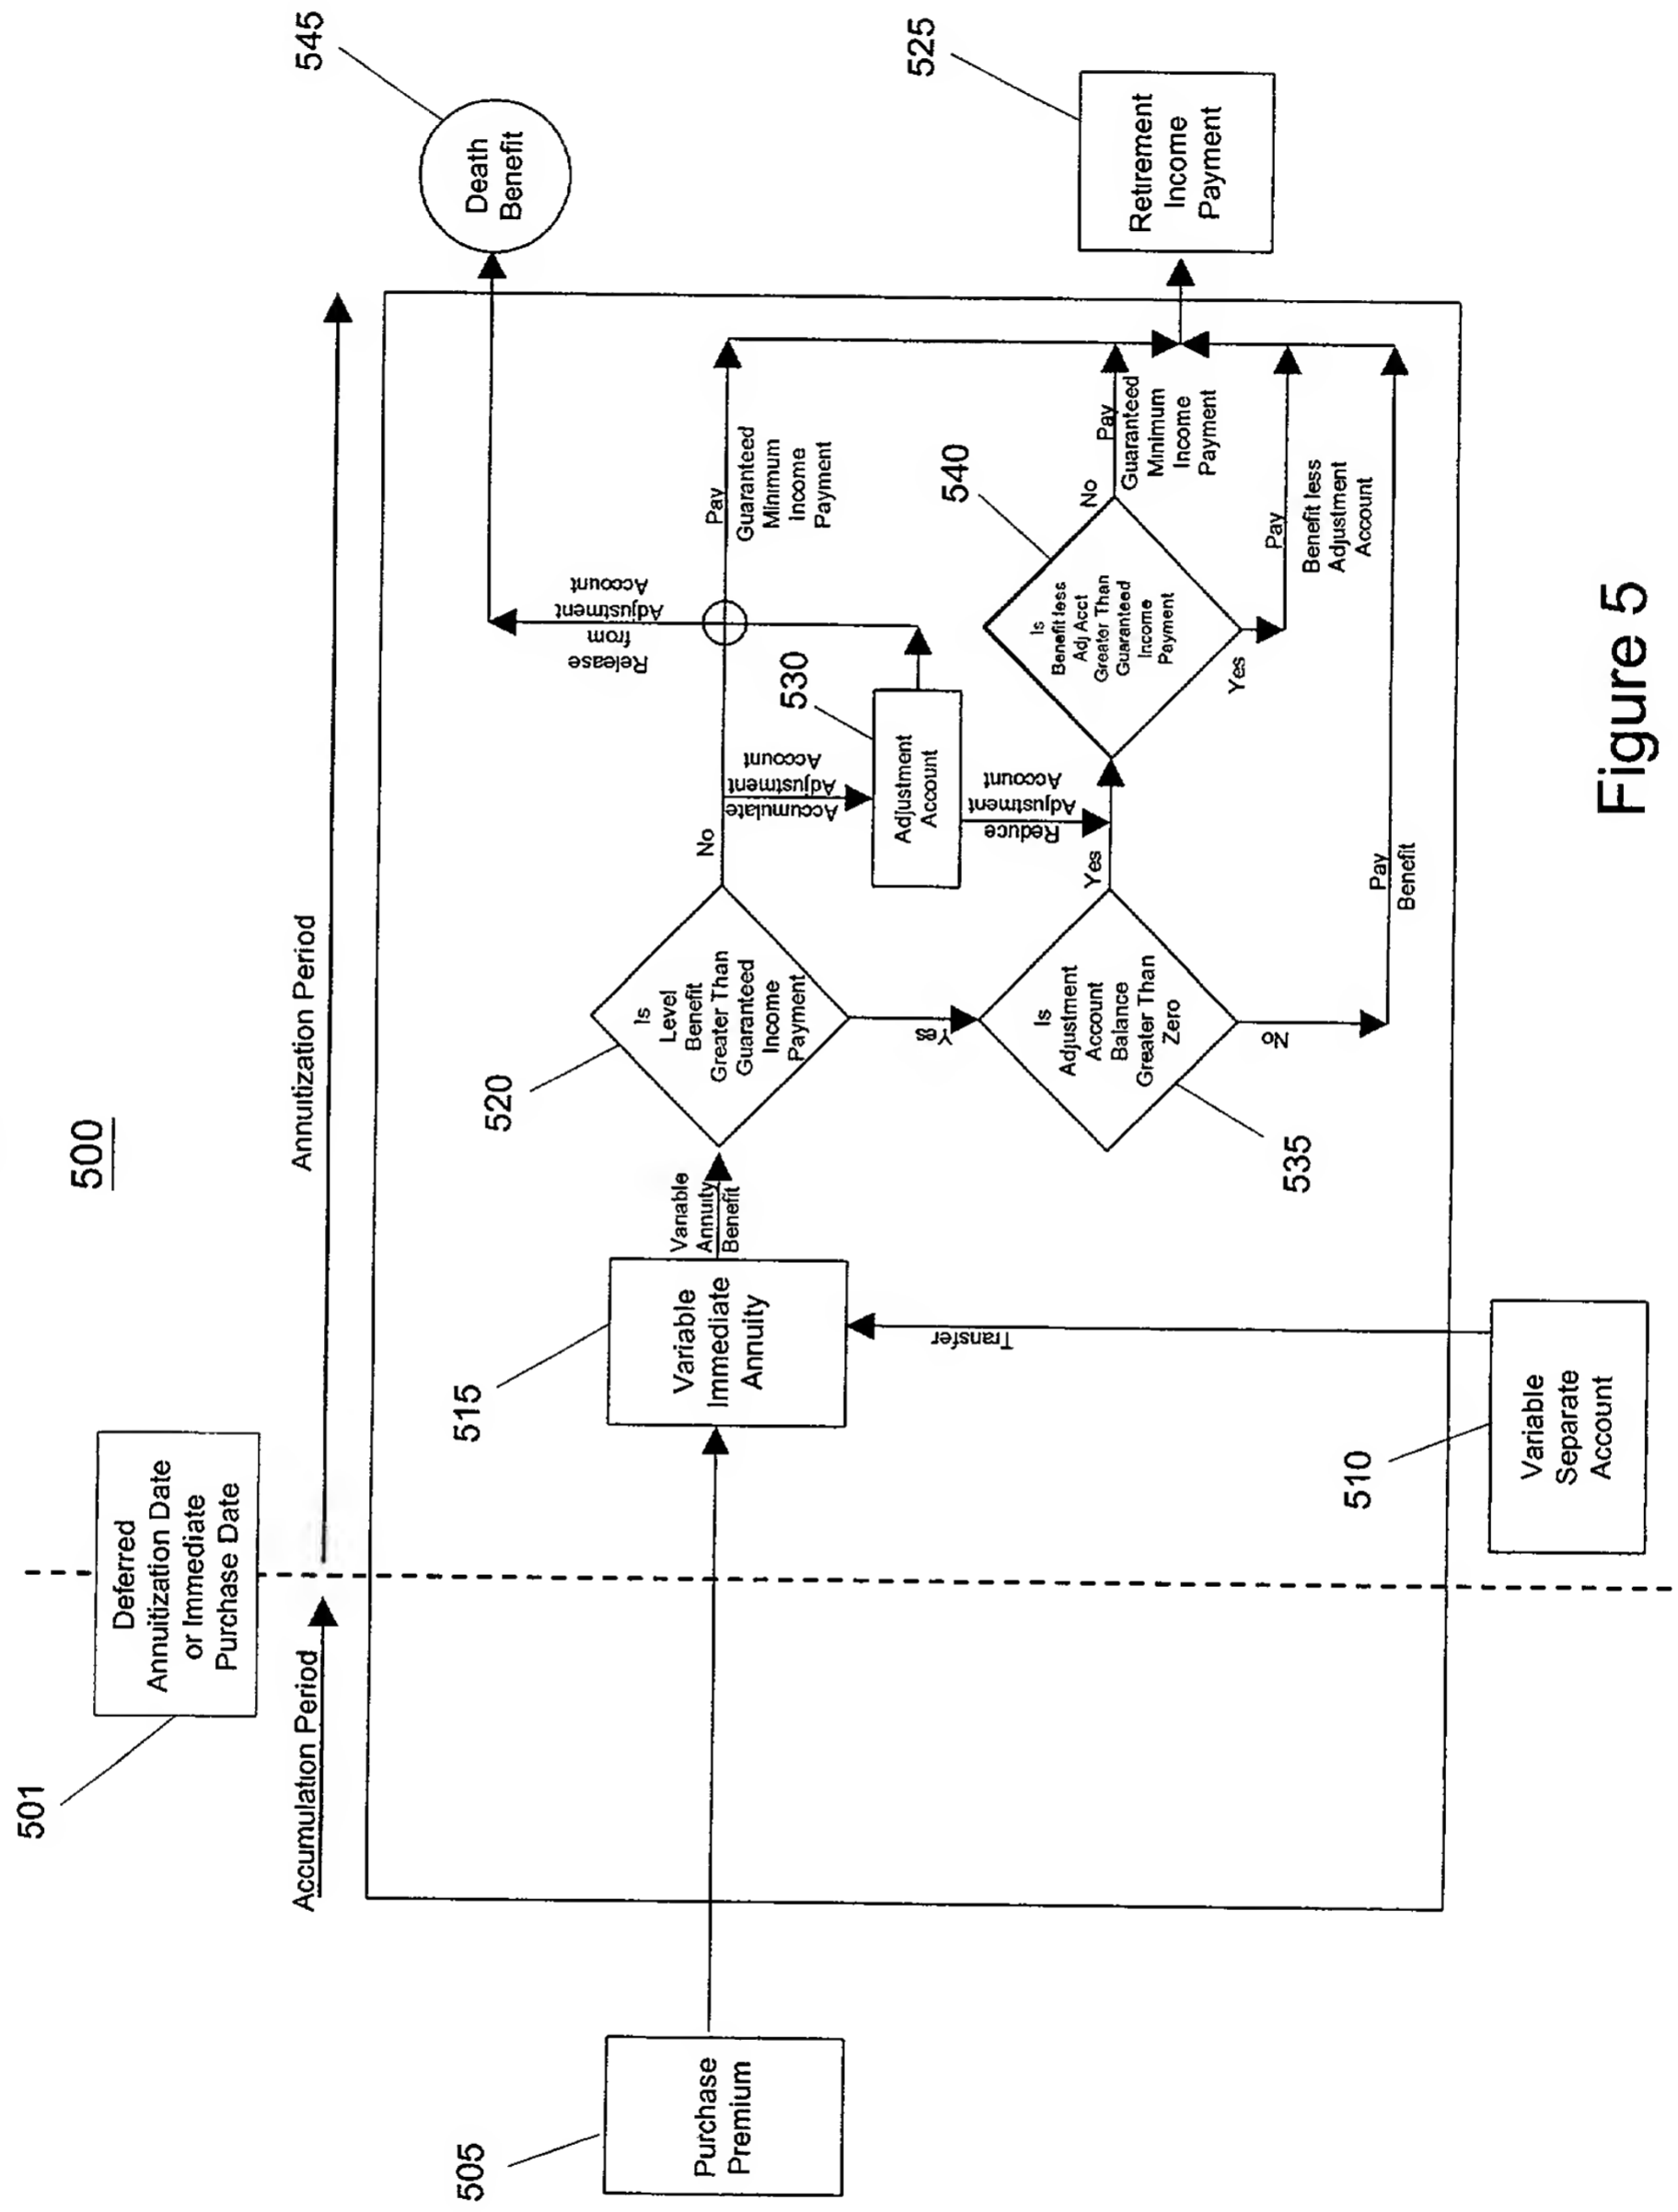 500
501
Deferred
Annuitization Date
or Immediate
Purchase Date
Accumulation Period
Annuitization Period
545
Death
Benefit
505
Purchase
Premium
515
Variable
Immediate
Annuity
Variable
Annuity
Benefit
520
Is
Level
Benefit
Greater Than
Guaranteed
Income
Payment
No
Yes
Accumulate
Adjustment
Account
Release
from
Adjustment
Account
Pay
Guaranteed
Minimum
Income
Payment
530
Adjustment
Account
Reduce
Adjustment
Account
535
Is
Adjustment
Account
Balance
Greater Than
Zero
Yes
No
540
Is
Benefit less
Adj Acct
Greater Than
Guaranteed
Income
Payment
No
Yes
Pay
Guaranteed
Minimum
Income
Payment
Pay
Benefit less
Adjustment
Account
Pay
Benefit
525
Retirement
Income
Payment
Transfer
510
Variable
Separate
Account
Figure 5